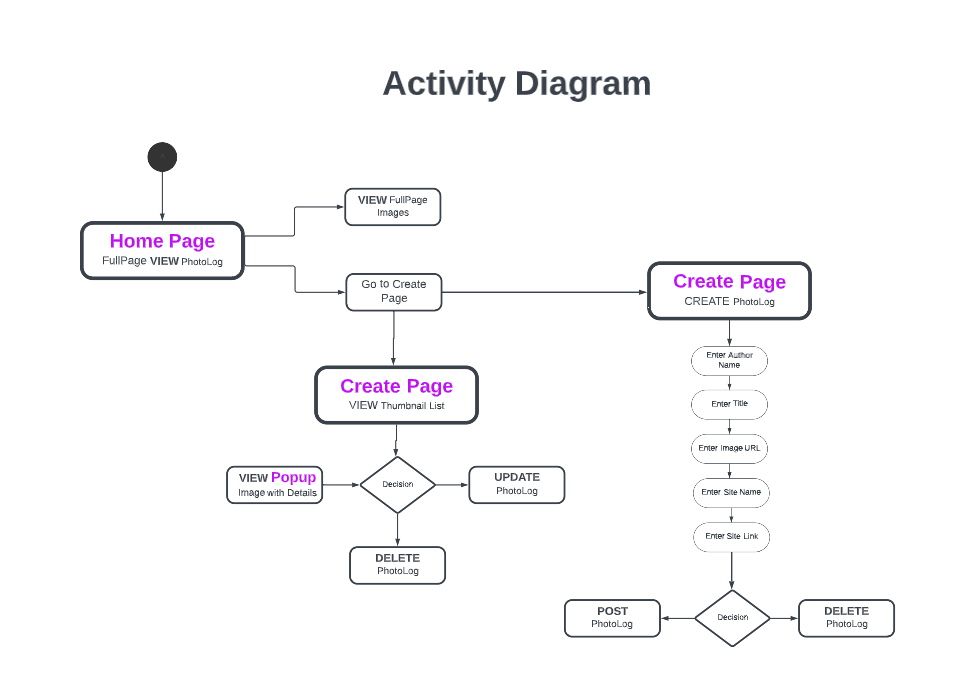 Activity Diagram
VIEW FullPage
Images
Home Page
FullPage VIEW PhotoLog
Go to Create
Page
Create Page
CREATE PhotoLog
Enter Author
Name
Create Page
VIEW Thumbnail List
Enter Title
Enter Image URL
VIEW Popup
Image with Details
Decision
UPDATE
PhotoLog
Enter Site Name
Enter Site Link
DELETE
PhotoLog
POST
PhotoLog
Decision
DELETE
PhotoLog